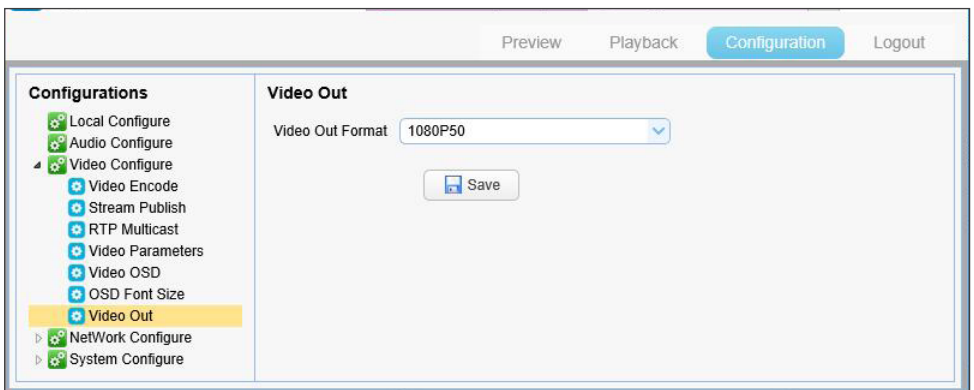 Preview Playback Configuration Logout
Configurations
Local Configure
Audio Configure
Video Configure
Video Encode
Stream Publish
RTP Multicast
Video Parameters
Video OSD
OSD Font Size
Video Out
NetWork Configure
System Configure
Video Out
Video Out Format 1080P50
Save